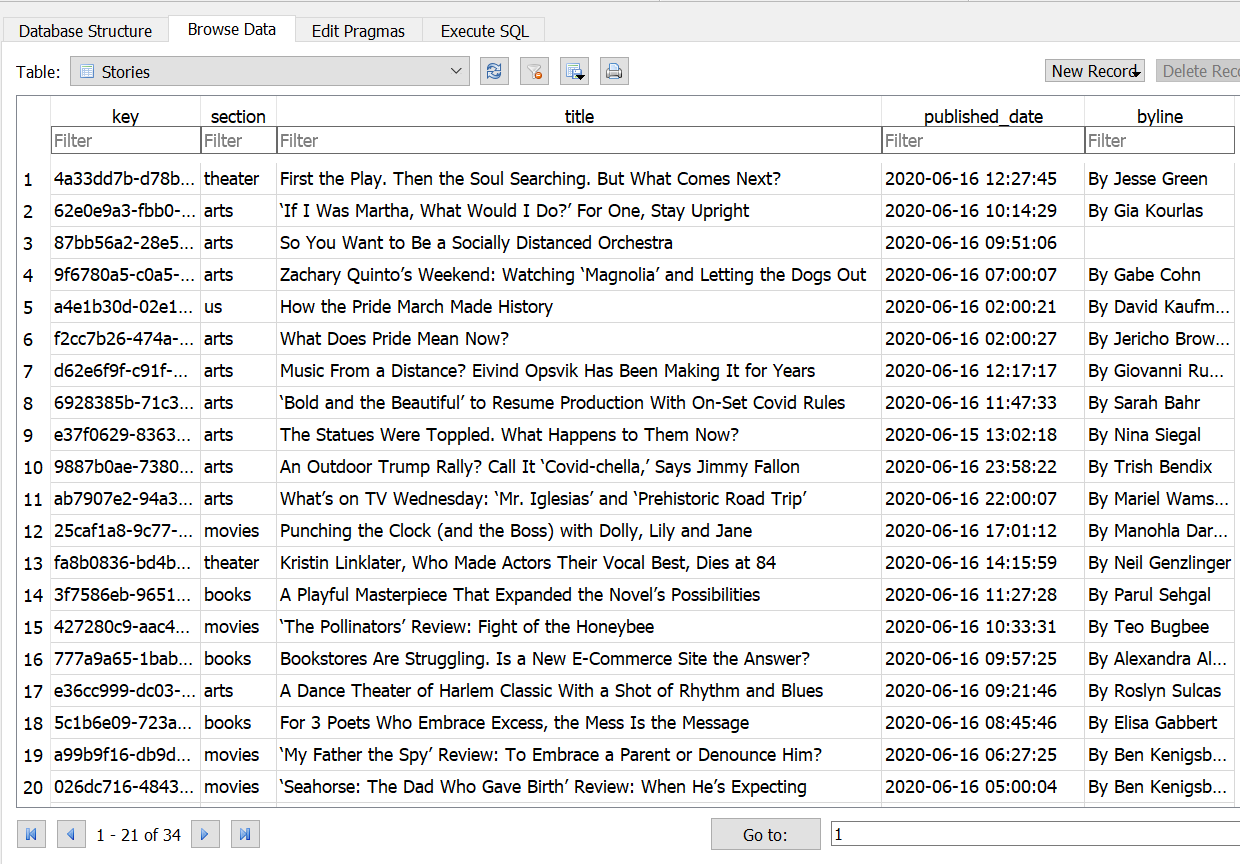 Database Structure Browse Data Edit Pragmas Execute SQL
Table: Stories New Record Delete Reco
key section title published_date byline
Filter Filter Filter Filter Filter
1 4a33dd7b-d78b... theater First the Play. Then the Soul Searching. But What Comes Next? 2020-06-16 12:27:45 By Jesse Green
2 62e0e9a3-fbb0-... arts ‘If I Was Martha, What Would I Do?’ For One, Stay Upright 2020-06-16 10:14:29 By Gia Kourlas
3 87bb56a2-28e5... arts So You Want to Be a Socially Distanced Orchestra 2020-06-16 09:51:06
4 9f6780a5-c0a5-... arts Zachary Quinto’s Weekend: Watching ‘Magnolia’ and Letting the Dogs Out 2020-06-16 07:00:07 By Gabe Cohn
5 a4e1b30d-02e1... us How the Pride March Made History 2020-06-16 02:00:21 By David Kaufm...
6 f2cc7b26-474a-... arts What Does Pride Mean Now? 2020-06-16 02:00:27 By Jericho Brow...
7 d62e6f9f-c91f-... arts Music From a Distance? Eivind Opsvik Has Been Making It for Years 2020-06-16 12:17:17 By Giovanni Ru...
8 6928385b-71c3... arts ‘Bold and the Beautiful’ to Resume Production With On-Set Covid Rules 2020-06-16 11:47:33 By Sarah Bahr
9 e37f0629-8363... arts The Statues Were Toppled. What Happens to Them Now? 2020-06-15 13:02:18 By Nina Siegal
10 9887b0ae-7380... arts An Outdoor Trump Rally? Call It ‘Covid-chella,’ Says Jimmy Fallon 2020-06-16 23:58:22 By Trish Bendix
11 ab7907e2-94a3... arts What’s on TV Wednesday: ‘Mr. Iglesias’ and ‘Prehistoric Road Trip’ 2020-06-16 22:00:07 By Mariel Wams...
12 25caf1a8-9c77-... movies Punching the Clock (and the Boss) with Dolly, Lily and Jane 2020-06-16 17:01:12 By Manohla Dar...
13 fa8b0836-bd4b... theater Kristin Linklater, Who Made Actors Their Vocal Best, Dies at 84 2020-06-16 14:15:59 By Neil Genzlinger
14 3f7586eb-9651... books A Playful Masterpiece That Expanded the Novel’s Possibilities 2020-06-16 11:27:28 By Parul Sehgal
15 427280c9-aac4... movies ‘The Pollinators’ Review: Fight of the Honeybee 2020-06-16 10:33:31 By Teo Bugbee
16 777a9a65-1bab... books Bookstores Are Struggling. Is a New E-Commerce Site the Answer? 2020-06-16 09:57:25 By Alexandra Al...
17 e36cc999-dc03-... arts A Dance Theater of Harlem Classic With a Shot of Rhythm and Blues 2020-06-16 09:21:46 By Roslyn Sulcas
18 5c1b6e09-723a... books For 3 Poets Who Embrace Excess, the Mess Is the Message 2020-06-16 08:45:46 By Elisa Gabbert
19 a99b9f16-db9d... movies ‘My Father the Spy’ Review: To Embrace a Parent or Denounce Him? 2020-06-16 06:27:25 By Ben Kenigsb...
20 026dc716-4843... movies ‘Seahorse: The Dad Who Gave Birth’ Review: When He’s Expecting 2020-06-16 05:00:04 By Ben Kenigsb...
1 - 21 of 34 Go to: 1